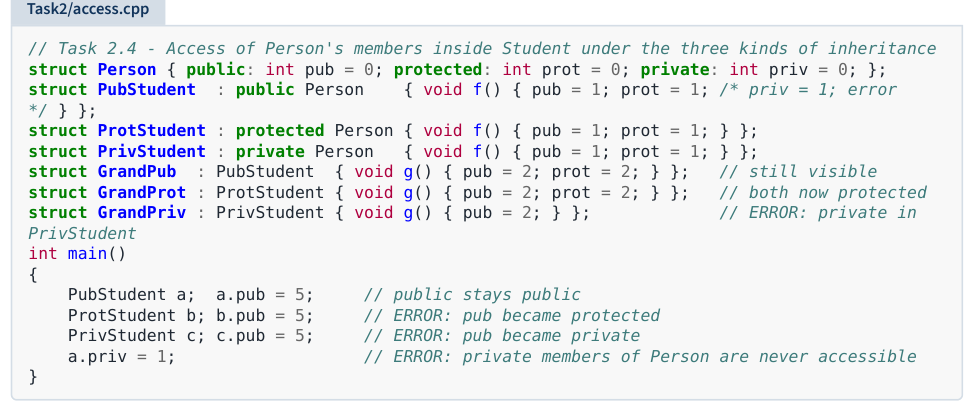 Task2/access.cpp
// Task 2.4 - Access of Person's members inside Student under the three kinds of inheritance
struct Person { public: int pub = 0; protected: int prot = 0; private: int priv = 0; };
struct PubStudent  : public Person    { void f() { pub = 1; prot = 1; /* priv = 1; error
*/ } };
struct ProtStudent : protected Person { void f() { pub = 1; prot = 1; } };
struct PrivStudent : private Person   { void f() { pub = 1; prot = 1; } };
struct GrandPub  : PubStudent  { void g() { pub = 2; prot = 2; } };   // still visible
struct GrandProt : ProtStudent { void g() { pub = 2; prot = 2; } };   // both now protected
struct GrandPriv : PrivStudent { void g() { pub = 2; } };             // ERROR: private in
PrivStudent
int main()
{
    PubStudent a;  a.pub = 5;     // public stays public
    ProtStudent b; b.pub = 5;     // ERROR: pub became protected
    PrivStudent c; c.pub = 5;     // ERROR: pub became private
    a.priv = 1;                   // ERROR: private members of Person are never accessible
}